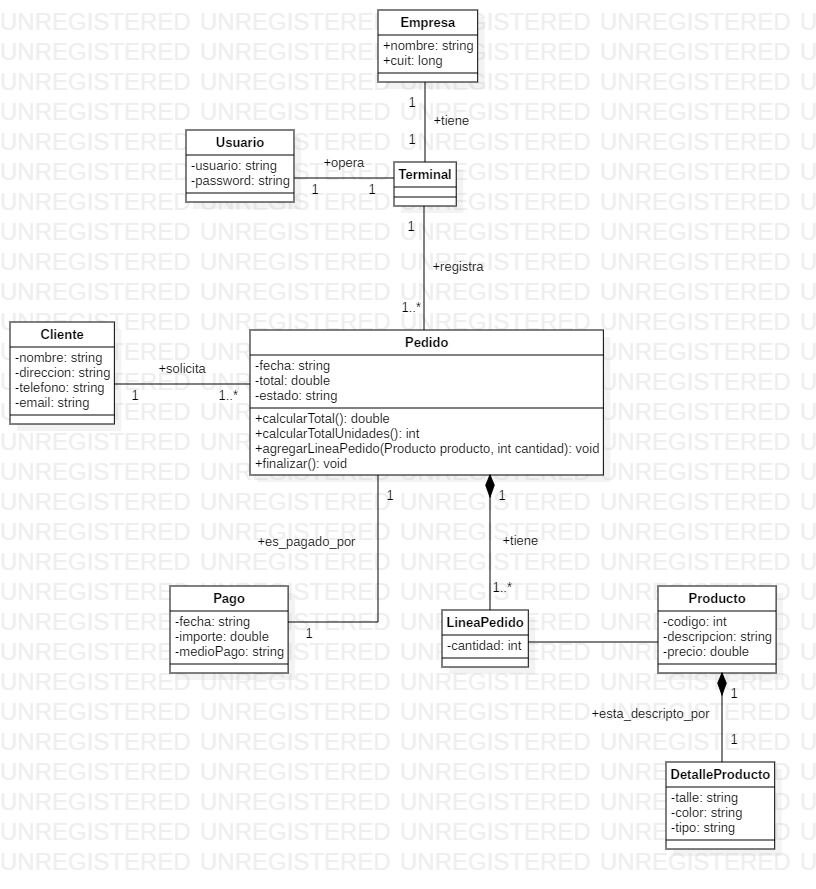 Empresa
+nombre: string
+cuit: long
1
+tiene
1
Usuario
-usuario: string
-password: string
+opera
1
1
Terminal
1
+registra
1..*
Cliente
-nombre: string
-direccion: string
-telefono: string
-email: string
+solicita
1
1..*
Pedido
-fecha: string
-total: double
-estado: string
+calcularTotal(): double
+calcularTotalUnidades(): int
+agregarLineaPedido(Producto producto, int cantidad): void
+finalizar(): void
1
+es_pagado_por
1
1
+tiene
1..*
Pago
-fecha: string
-importe: double
-medioPago: string
LineaPedido
-cantidad: int
Producto
-codigo: int
-descripcion: string
-precio: double
1
+esta_descripto_por
1
DetalleProducto
-talle: string
-color: string
-tipo: string
UNREGISTERED